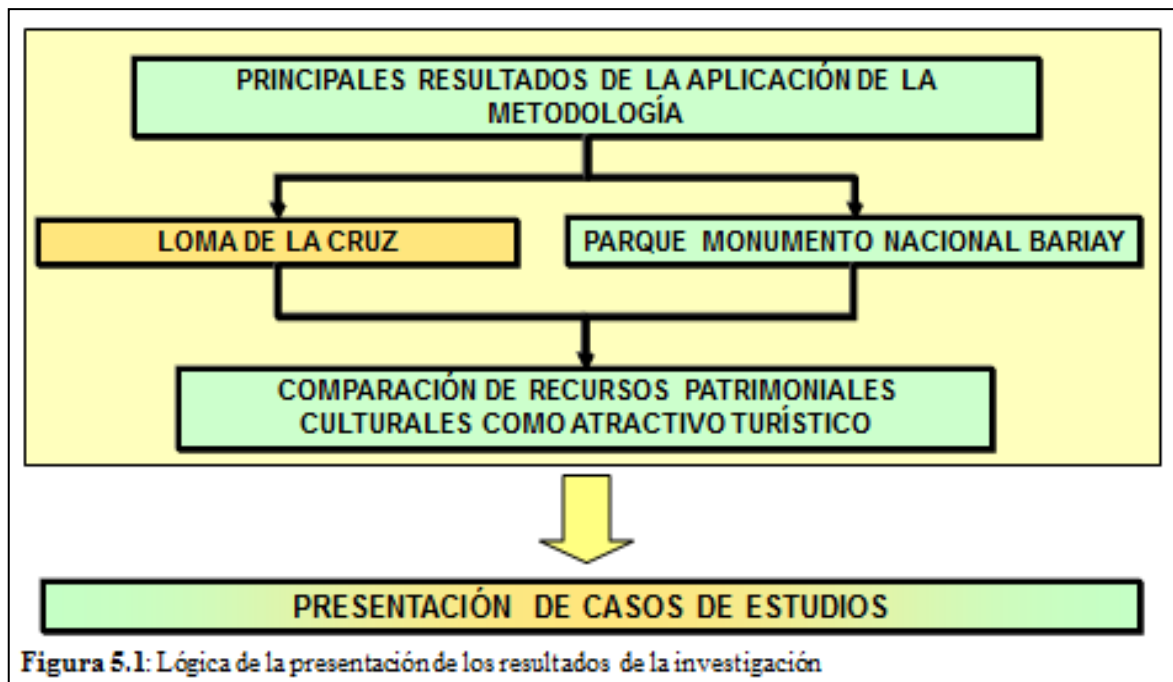 PRINCIPALES RESULTADOS DE LA APLICACIÓN DE LA
METODOLOGÍA
LOMA DE LA CRUZ
PARQUE MONUMENTO NACIONAL BARIAY
COMPARACIÓN DE RECURSOS PATRIMONIALES
CULTURALES COMO ATRACTIVO TURÍSTICO
PRESENTACIÓN DE CASOS DE ESTUDIOS
Figura 5.1: Lógica de la presentación de los resultados de la investigación